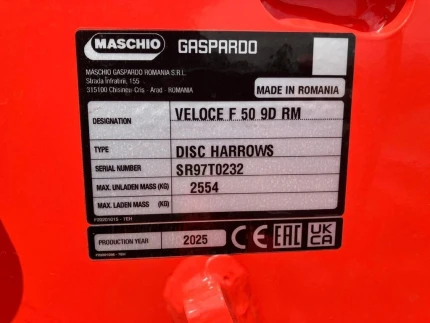 MASCHIO GASPARDO
MASCHIO GASPARDO ROMANIA S.R.L.
Strada Înfratirii, 155
315100 Chisineu-Cris - Arad - ROMANIA
MADE IN ROMANIA
DESIGNATION VELOCE F 50 9D RM
TYPE DISC HARROWS
SERIAL NUMBER SR97T0232
MAX. UNLADEN MASS (KG) 2554
MAX. LADEN MASS (KG)
PRODUCTION YEAR 2025 CE EAC UK CA